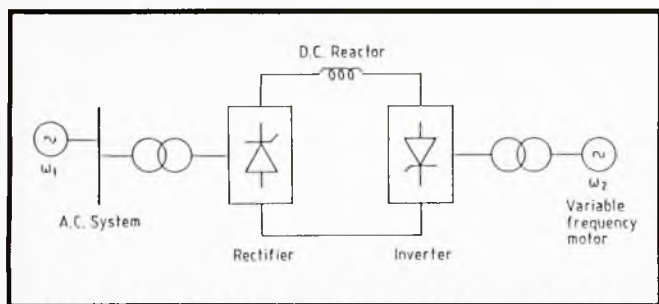 D.C. Reactor
~
ω1
~
ω2
A.C. System
Rectifier
Inverter
Variable
frequency
motor